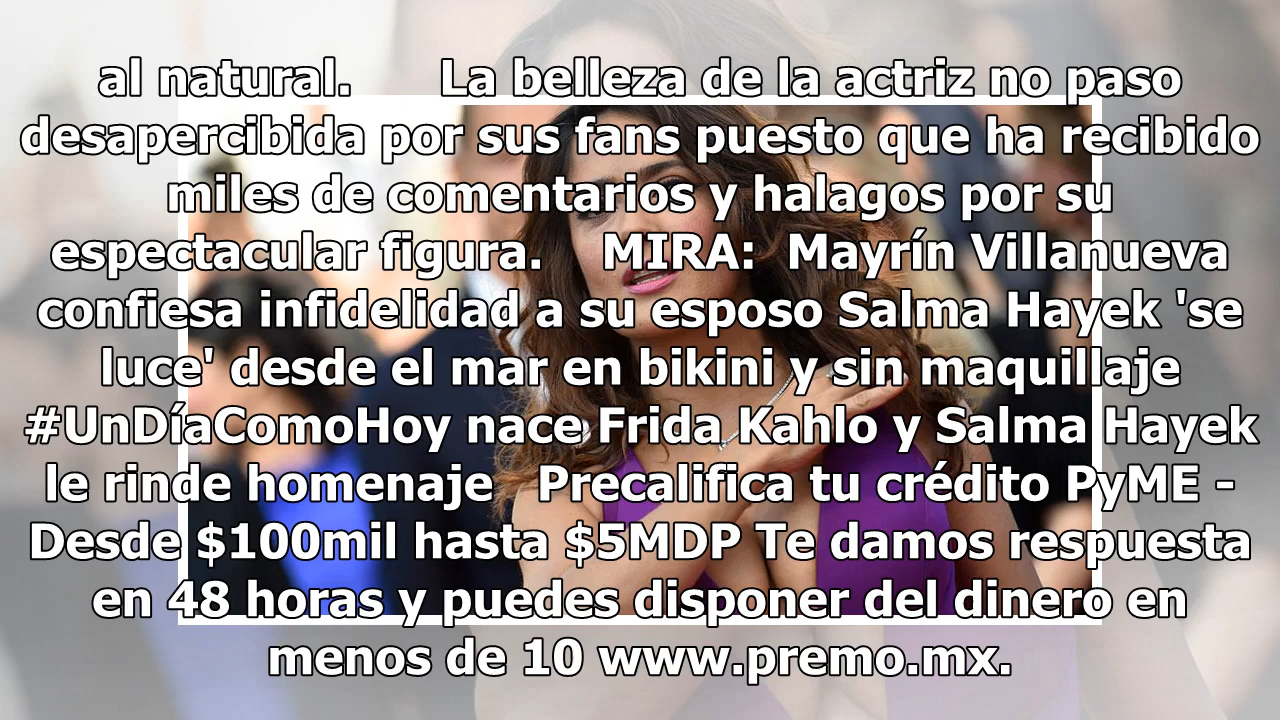 al natural. La belleza de la actriz no paso
desapercibida por sus fans puesto que ha recibido
miles de comentarios y halagos por su
espectacular figura. MIRA: Mayrín Villanueva
confiesa infidelidad a su esposo Salma Hayek 'se
luce' desde el mar en bikini y sin maquillaje
#UnDíaComoHoy nace Frida Kahlo y Salma Hayek
le rinde homenaje Precalifica tu crédito PyME -
Desde $100mil hasta $5MDP Te damos respuesta
en 48 horas y puedes disponer del dinero en
menos de 10 www.premo.mx.